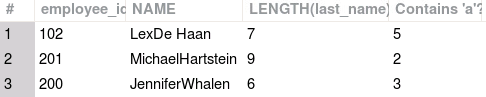 # employee_id NAME LENGTH(last_name) Contains 'a'?
1 102 LexDe Haan 7 5
2 201 MichaelHartstein 9 2
3 200 JenniferWhalen 6 3